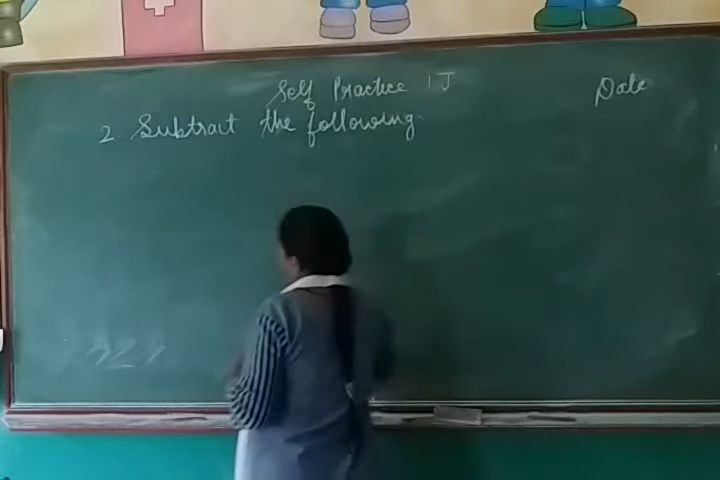 Self Practice 1J Date
2. Subtract the following.